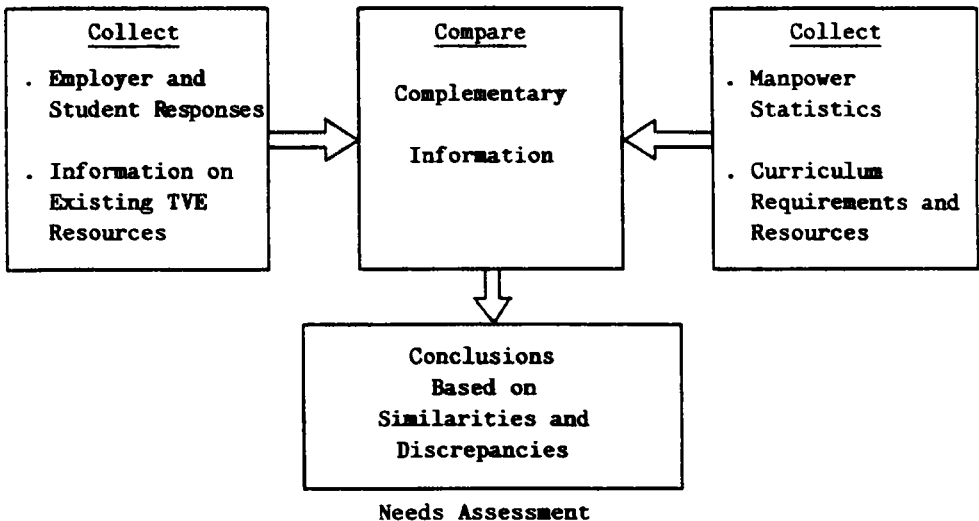 Collect
. Employer and
Student Responses
. Information on
Existing TVE
Resources
Compare
Complementary
Information
Collect
. Manpower
Statistics
. Curriculum
Requirements and
Resources
Conclusions
Based on
Similarities and
Discrepancies
Needs Assessment